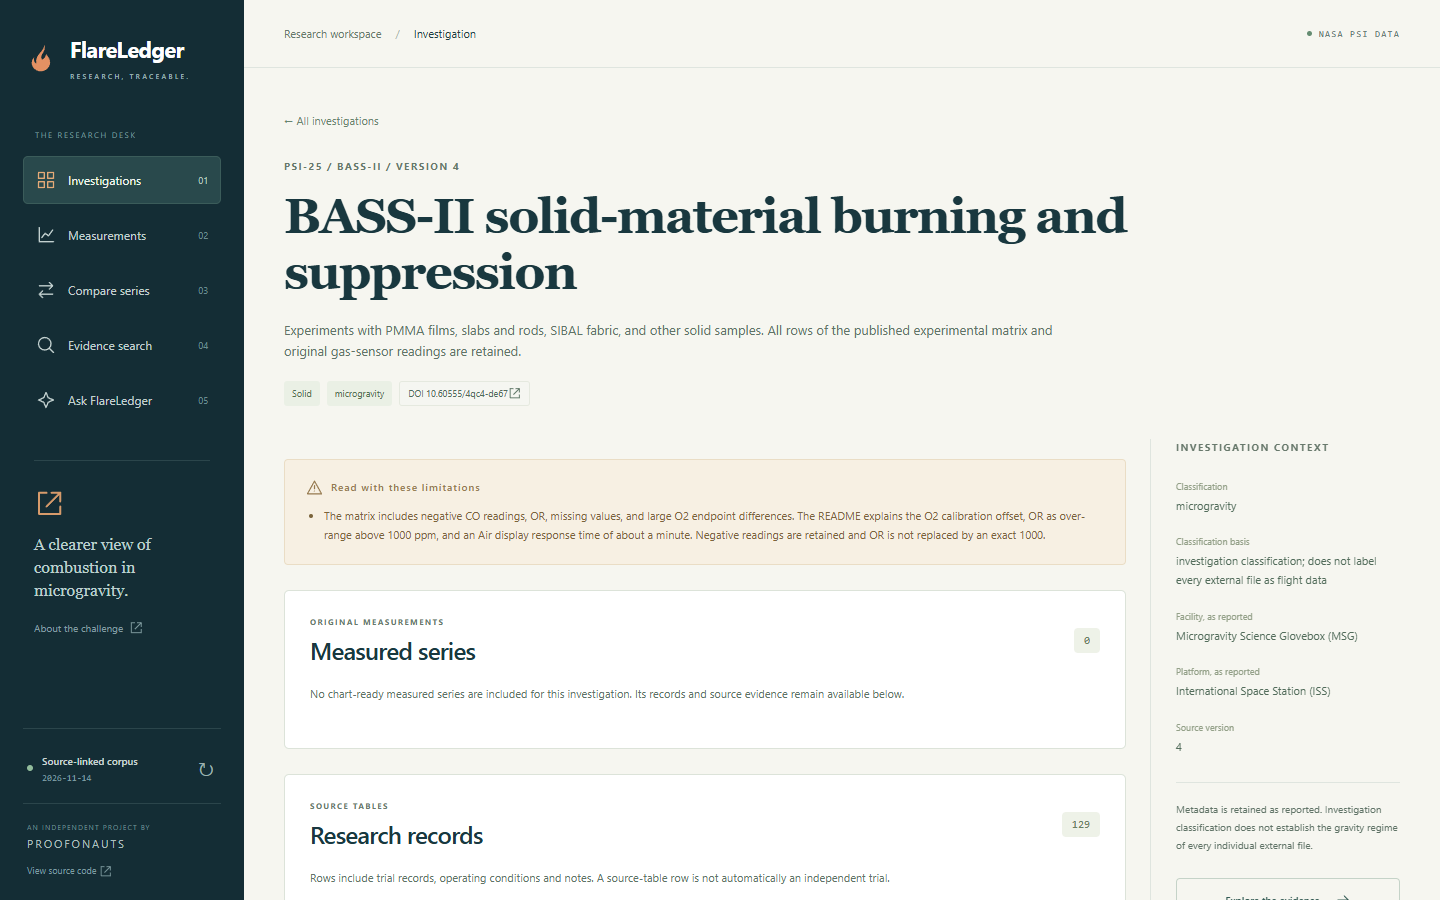 FlareLedger
RESEARCH, TRACEABLE.
THE RESEARCH DESK
Investigations 01
Measurements 02
Compare series 03
Evidence search 04
Ask FlareLedger 05
A clearer view of
combustion in
microgravity.
About the challenge
Source-linked corpus
2026-11-14
AN INDEPENDENT PROJECT BY
PROOFONAUTS
View source code
Research workspace / Investigation
NASA PSI DATA
← All investigations
PSI-25 / BASS-II / VERSION 4
BASS-II solid-material burning and
suppression
Experiments with PMMA films, slabs and rods, SIBAL fabric, and other solid samples. All rows of the published experimental matrix and
original gas-sensor readings are retained.
Solid
microgravity
DOI 10.60555/4qc4-de67
Read with these limitations
• The matrix includes negative CO readings, OR, missing values, and large O2 endpoint differences. The README explains the O2 calibration offset, OR as over-
range above 1000 ppm, and an Air display response time of about a minute. Negative readings are retained and OR is not replaced by an exact 1000.
ORIGINAL MEASUREMENTS
Measured series
0
No chart-ready measured series are included for this investigation. Its records and source evidence remain available below.
SOURCE TABLES
Research records
129
Rows include trial records, operating conditions and notes. A source-table row is not automatically an independent trial.
INVESTIGATION CONTEXT
Classification
microgravity
Classification basis
investigation classification; does not label
every external file as flight data
Facility, as reported
Microgravity Science Glovebox (MSG)
Platform, as reported
International Space Station (ISS)
Source version
4
Metadata is retained as reported. Investigation
classification does not establish the gravity regime
of every individual external file.
Explore the evidence →